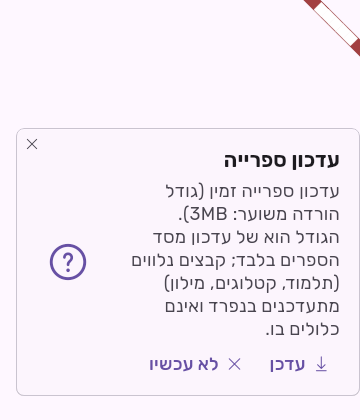 עדכון ספרייה
עדכון ספרייה זמין (גודל
הורדה משוער: 3MB).
הגודל הוא של עדכון מסד
הספרים בלבד; קבצים נלווים
(תלמוד, קטלוגים, מילון)
מתעדכנים בנפרד ואינם
כלולים בו.
עדכן
לא עכשיו